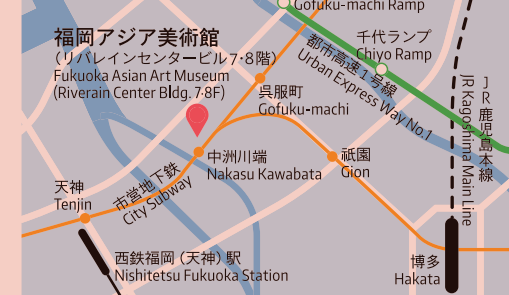 Gofuku-machi Ramp
福岡アジア美術館
（リバレインセンタービル7・8階）
Fukuoka Asian Art Museum
(Riverain Center Bldg. 7・8F)
千代ランプ
Chiyo Ramp
都市高速1号線
Urban Express Way No.1
呉服町
Gofuku-machi
JR鹿児島本線
JR Kagoshima Main Line
中洲川端
Nakasu Kawabata
祇園
Gion
市営地下鉄
City Subway
天神
Tenjin
西鉄福岡（天神）駅
Nishitetsu Fukuoka Station
博多
Hakata